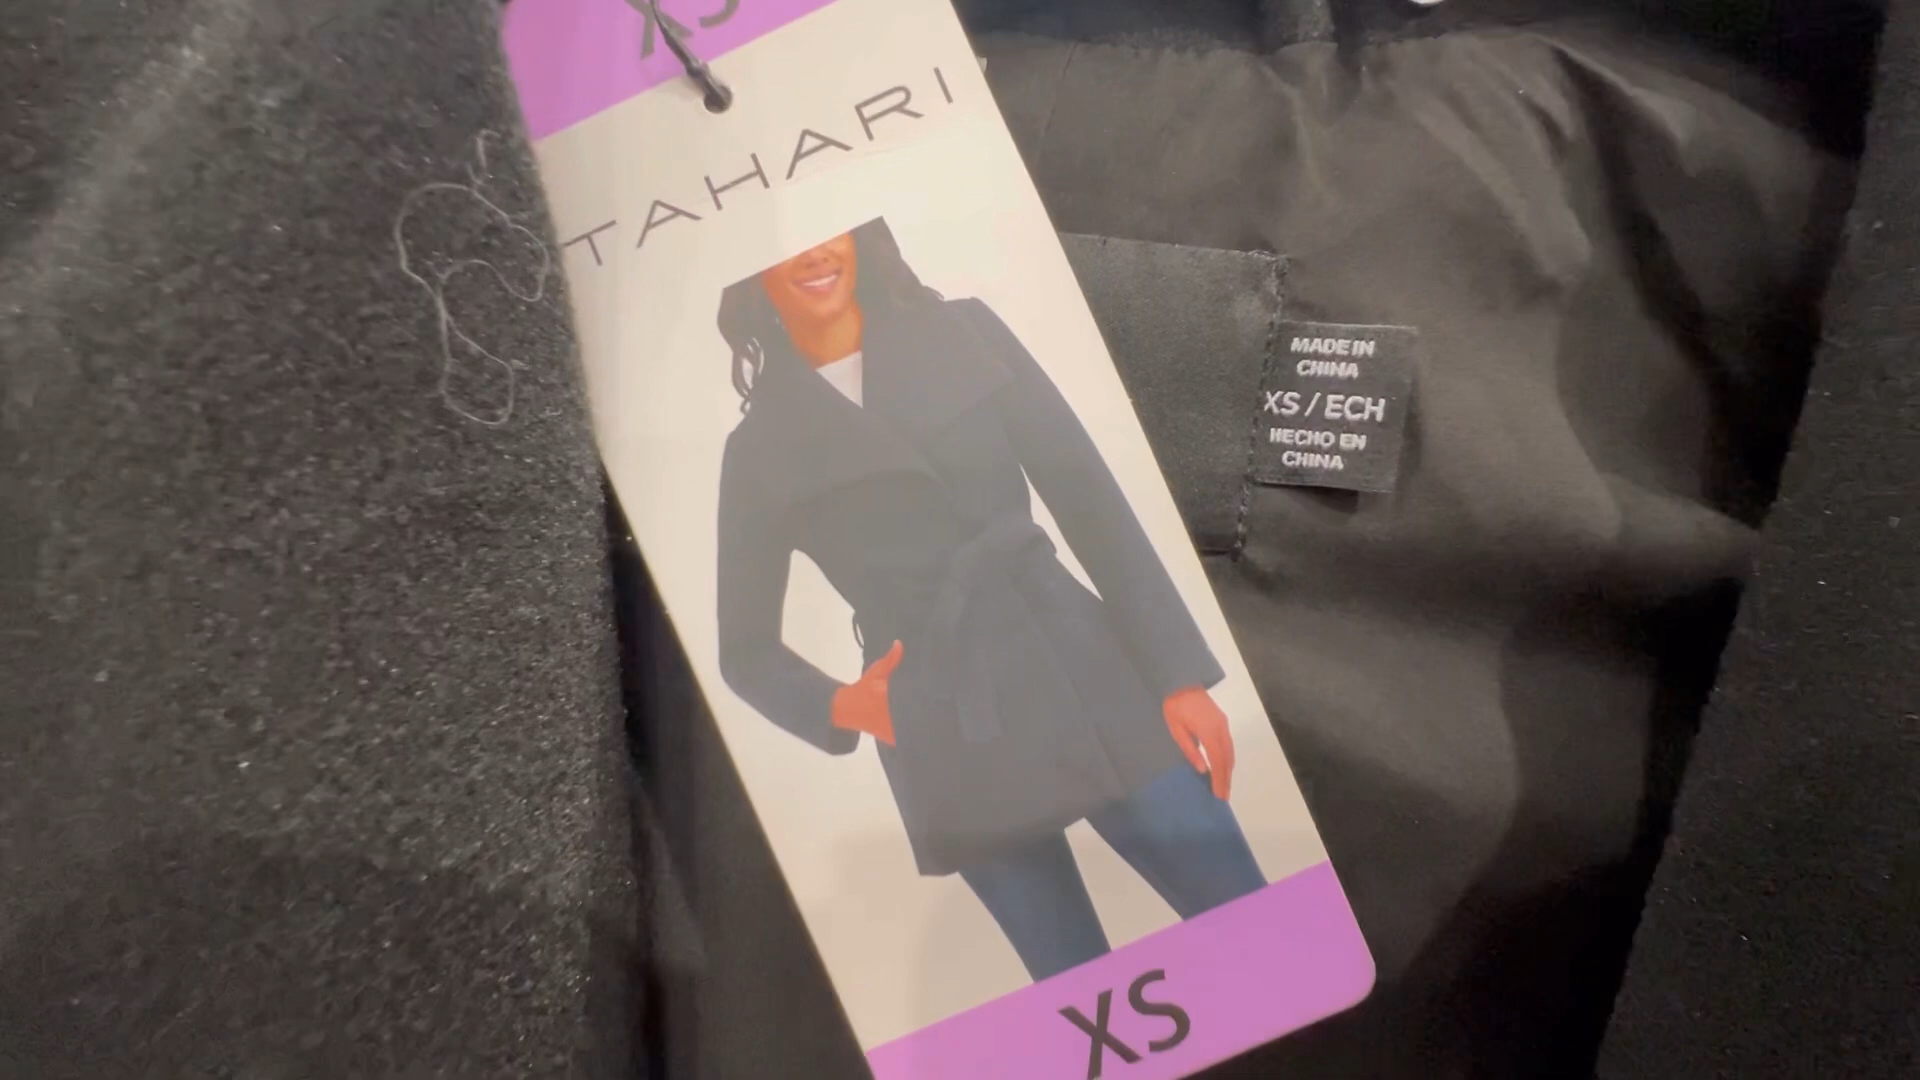 XS
TAHARI
MADE IN
CHINA
XS / ECH
HECHO EN
CHINA
XS